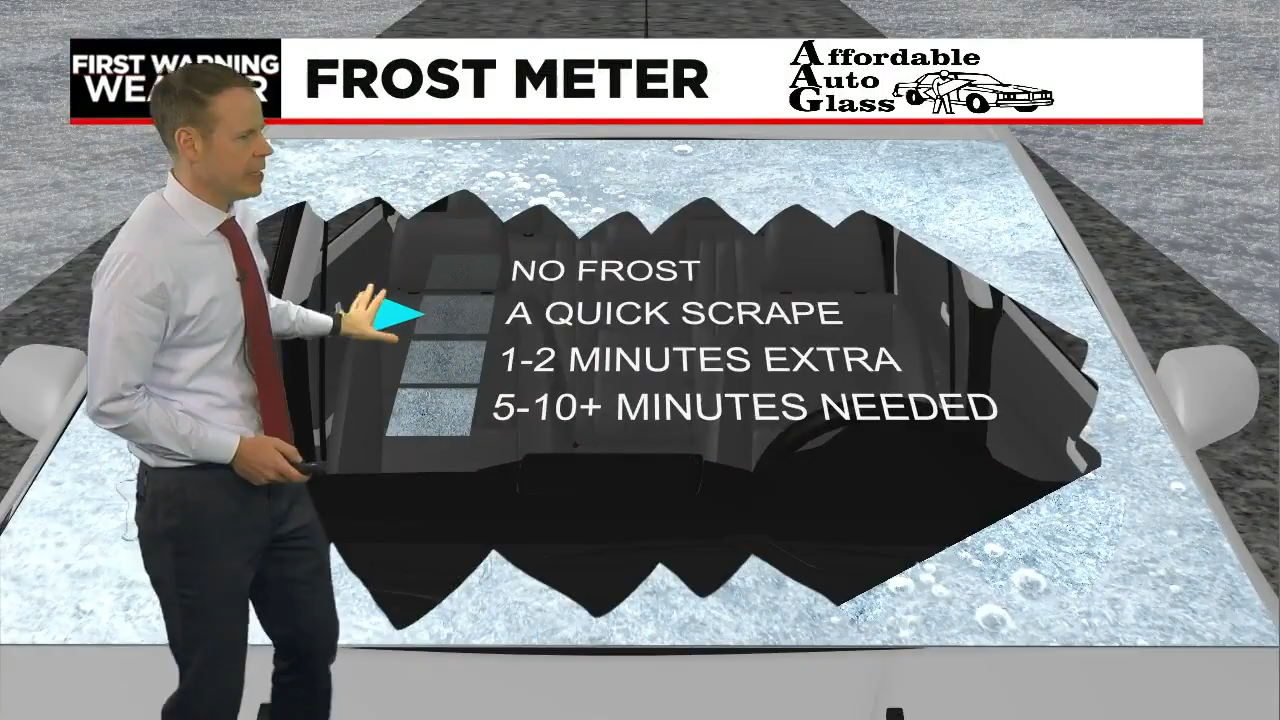 FIRST WARNING
FROST METER
Affordable
Auto
Glass
NO FROST
A QUICK SCRAPE
1-2 MINUTES EXTRA
5-10+ MINUTES NEEDED